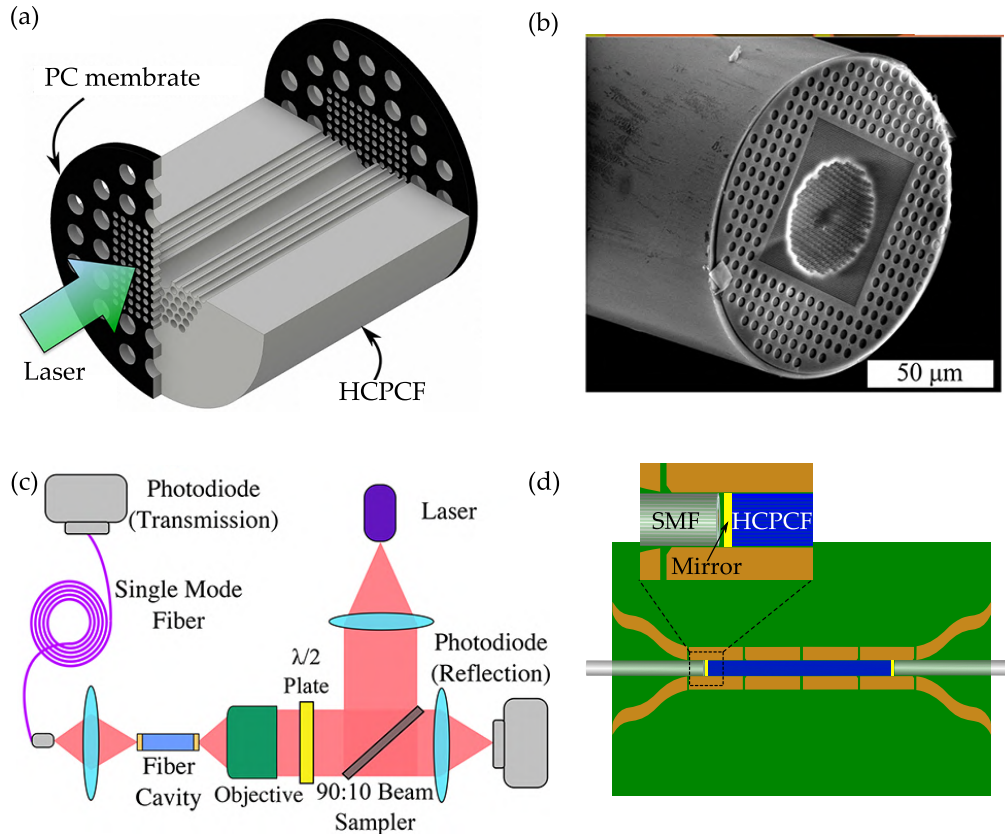 (a)
PC membrate
Laser
HCPCF
(b)
50 μm
(c)
Photodiode
(Transmission)
Single Mode
Fiber
Laser
Photodiode
(Reflection)
λ/2
Plate
Fiber
Cavity
Objective
90:10 Beam
Sampler
(d)
SMF
HCPCF
Mirror